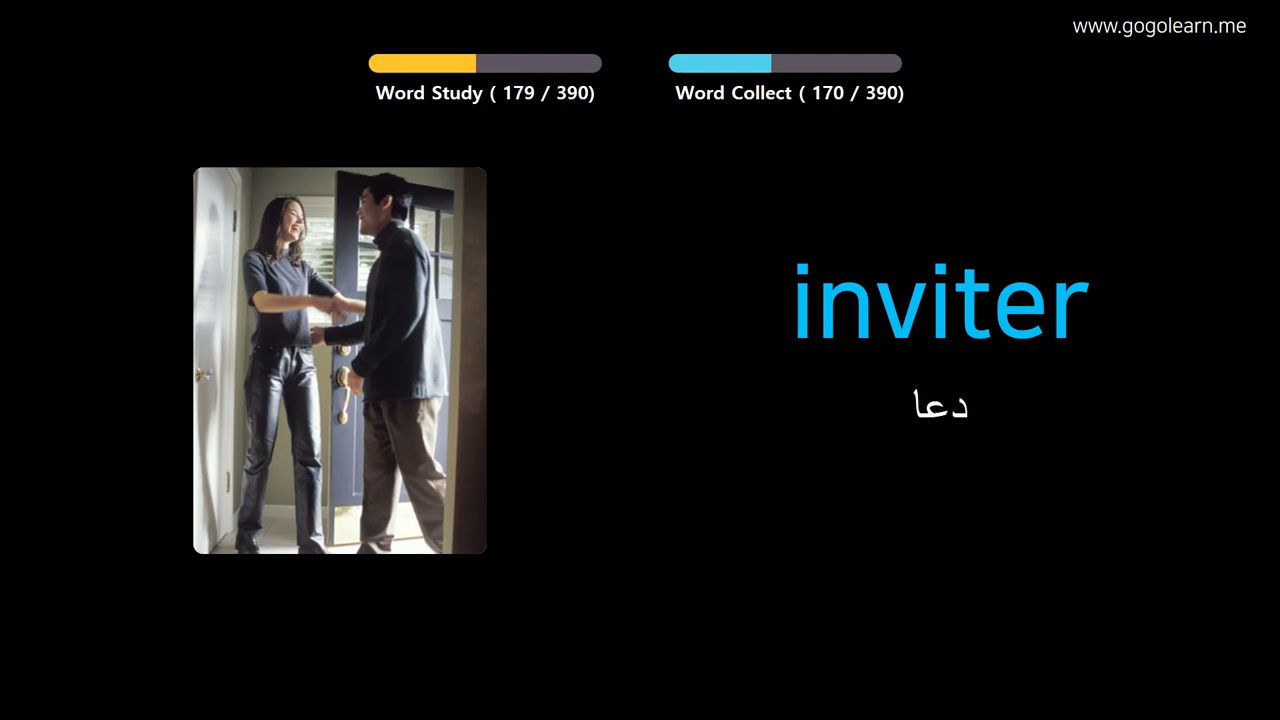 www.gogolearn.me
Word Study ( 179 / 390)
Word Collect ( 170 / 390)
inviter
دعا